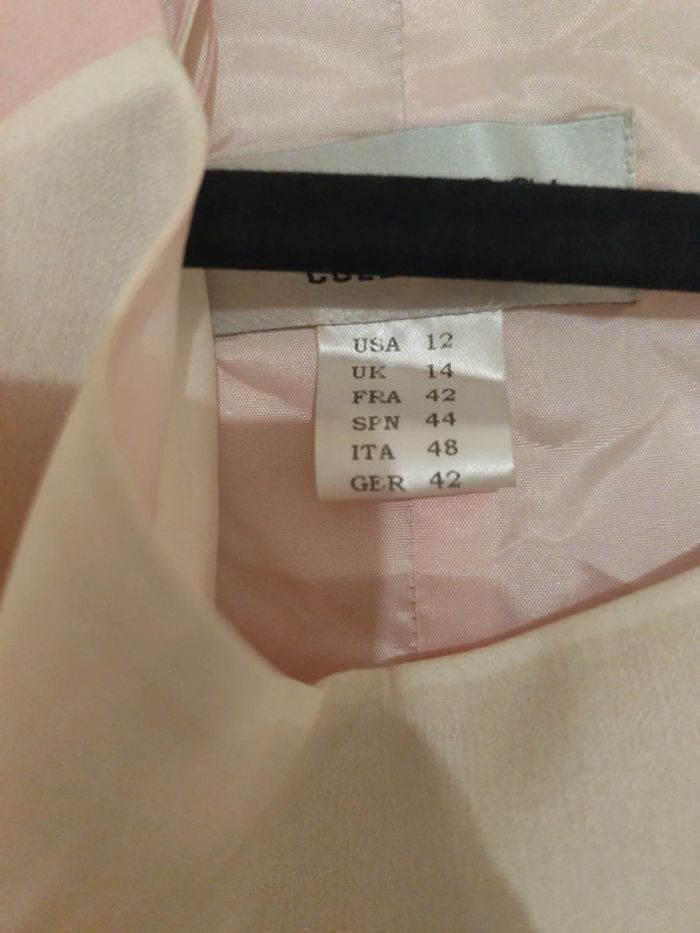 USA 12
UK 14
FRA 42
SPN 44
ITA 48
GER 42